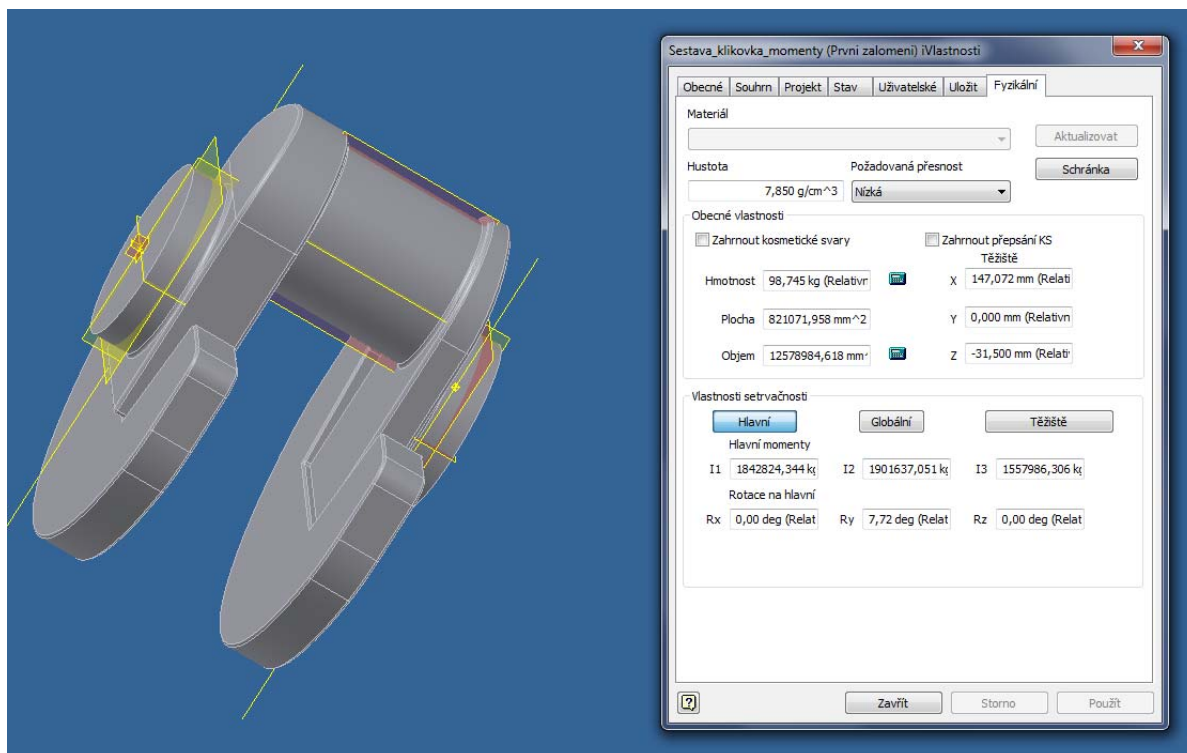 Sestava_klikovka_momenty (Prvni zalomeni) iVlastnosti
Obecné Souhrn Projekt Stav Uživatelské Uložit Fyzikální
Materiál
Aktualizovat
Hustota Požadovaná přesnost Schránka
7,850 g/cm^3 Nízká
Obecné vlastnosti
Zahrnout kosmetické svary Zahrnout přepsání KS
Těžiště
Hmotnost 98,745 kg (Relativr X 147,072 mm (Relati
Plocha 821071,958 mm^2 Y 0,000 mm (Relativn
Objem 12578984,618 mm^ Z -31,500 mm (Relati
Vlastnosti setrvačnosti
Hlavní Globální Těžiště
Hlavní momenty
I1 1842824,344 kg I2 1901637,051 kg I3 1557986,306 kg
Rotace na hlavní
Rx 0,00 deg (Relat Ry 7,72 deg (Relat Rz 0,00 deg (Relat
Zavřít Storno Použít